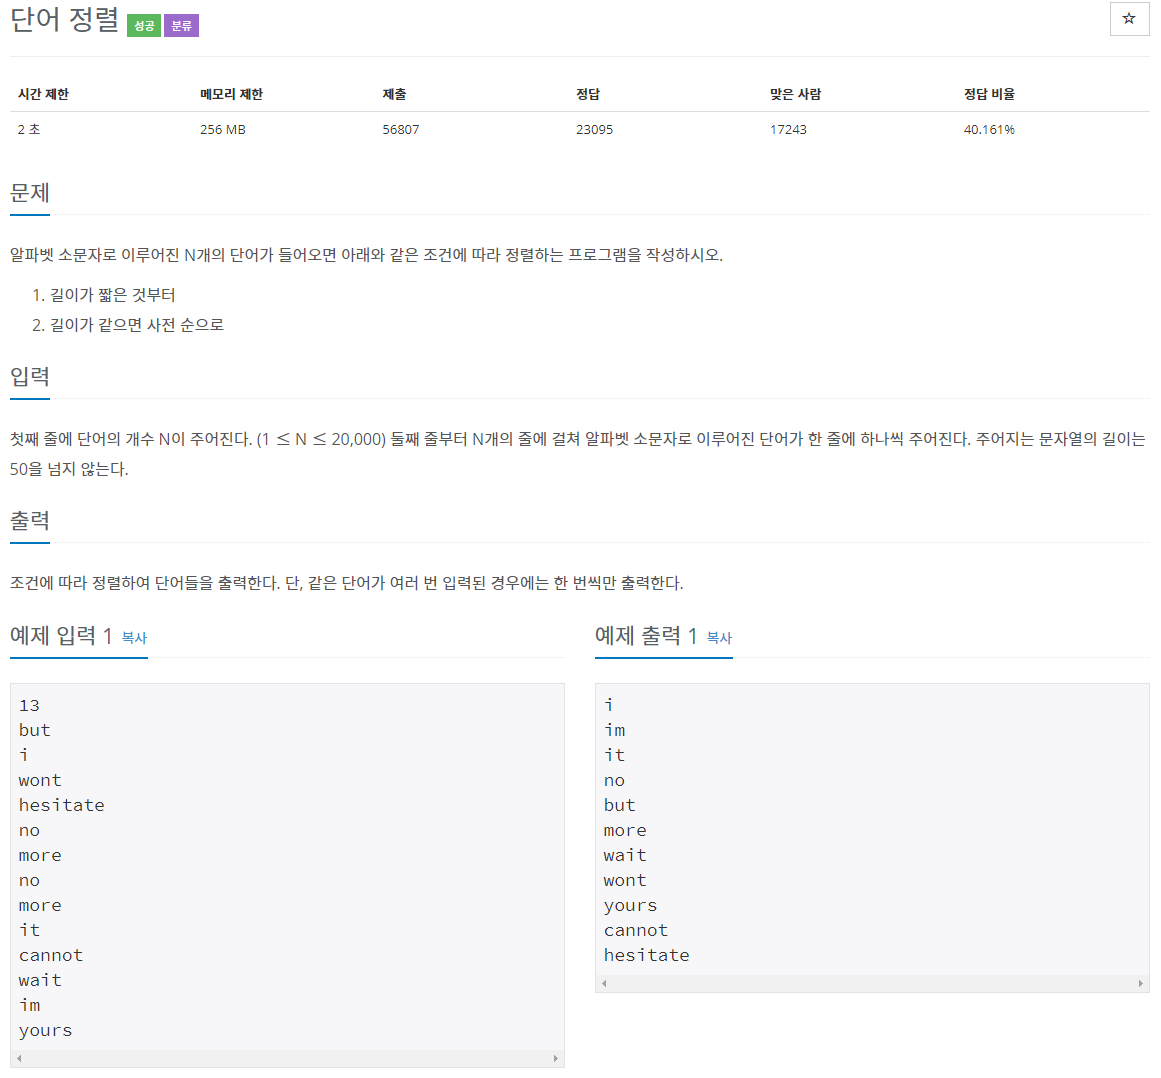 단어 정렬 성공 분류
☆
시간 제한 메모리 제한 제출 정답 맞은 사람 정답 비율
2 초 256 MB 56807 23095 17243 40.161%
문제
알파벳 소문자로 이루어진 N개의 단어가 들어오면 아래와 같은 조건에 따라 정렬하는 프로그램을 작성하시오.
1. 길이가 짧은 것부터
2. 길이가 같으면 사전 순으로
입력
첫째 줄에 단어의 개수 N이 주어진다. (1 ≤ N ≤ 20,000) 둘째 줄부터 N개의 줄에 걸쳐 알파벳 소문자로 이루어진 단어가 한 줄에 하나씩 주어진다. 주어지는 문자열의 길이는
50을 넘지 않는다.
출력
조건에 따라 정렬하여 단어들을 출력한다. 단, 같은 단어가 여러 번 입력된 경우에는 한 번씩만 출력한다.
예제 입력 1 복사
13
but
i
wont
hesitate
no
more
no
more
it
cannot
wait
im
yours
예제 출력 1 복사
i
im
it
no
but
more
wait
wont
yours
cannot
hesitate